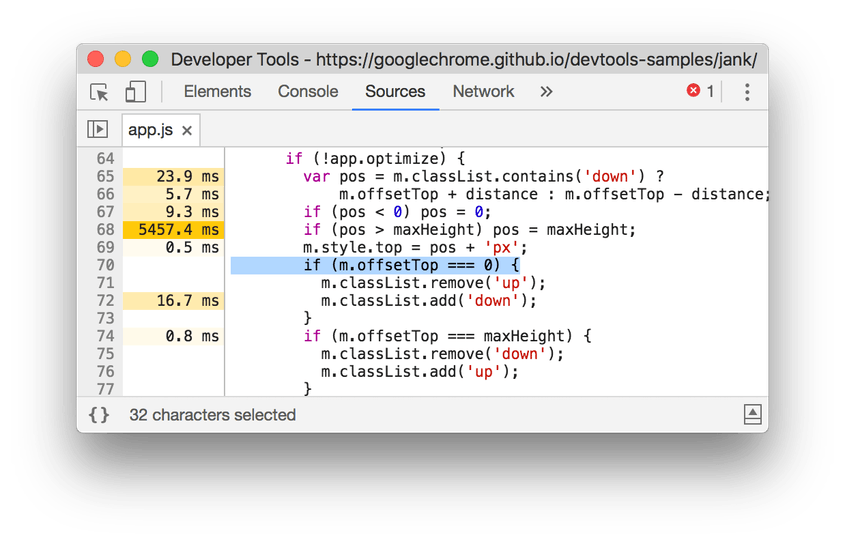 Developer Tools - https://googlechrome.github.io/devtools-samples/jank/
Elements Console Sources Network » 1
app.js ×
64 if (!app.optimize) {
65 23.9 ms var pos = m.classList.contains('down') ?
66 5.7 ms m.offsetTop + distance : m.offsetTop - distance;
67 9.3 ms if (pos < 0) pos = 0;
68 5457.4 ms if (pos > maxHeight) pos = maxHeight;
69 0.5 ms m.style.top = pos + 'px';
70 if (m.offsetTop === 0) {
71 m.classList.remove('up');
72 16.7 ms m.classList.add('down');
73 }
74 0.8 ms if (m.offsetTop === maxHeight) {
75 m.classList.remove('down');
76 m.classList.add('up');
77 }
{} 32 characters selected